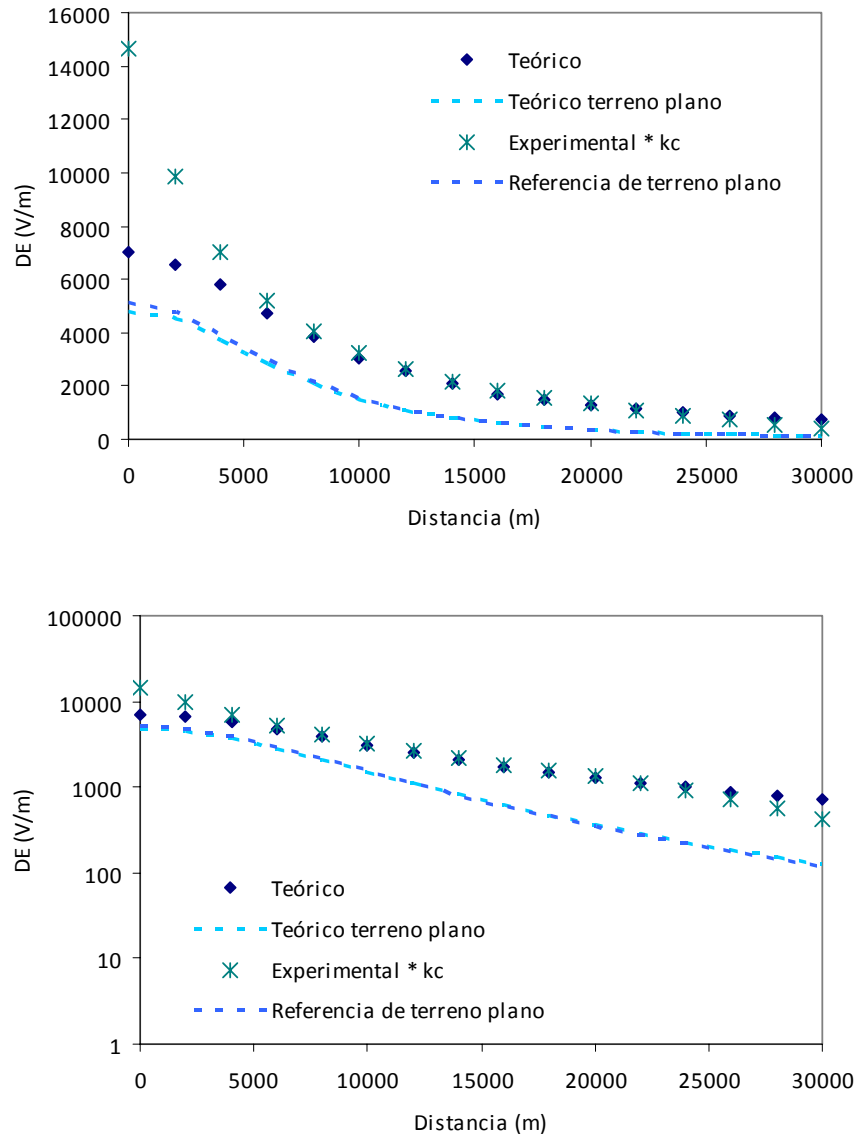 16000
14000
12000
10000
8000
6000
4000
2000
0
DE (V/m)
Teórico
Teórico terreno plano
Experimental * kc
Referencia de terreno plano
0 5000 10000 15000 20000 25000 30000
Distancia (m)
100000
10000
1000
100
10
1
DE (V/m)
Teórico
Teórico terreno plano
Experimental * kc
Referencia de terreno plano
0 5000 10000 15000 20000 25000 30000
Distancia (m)